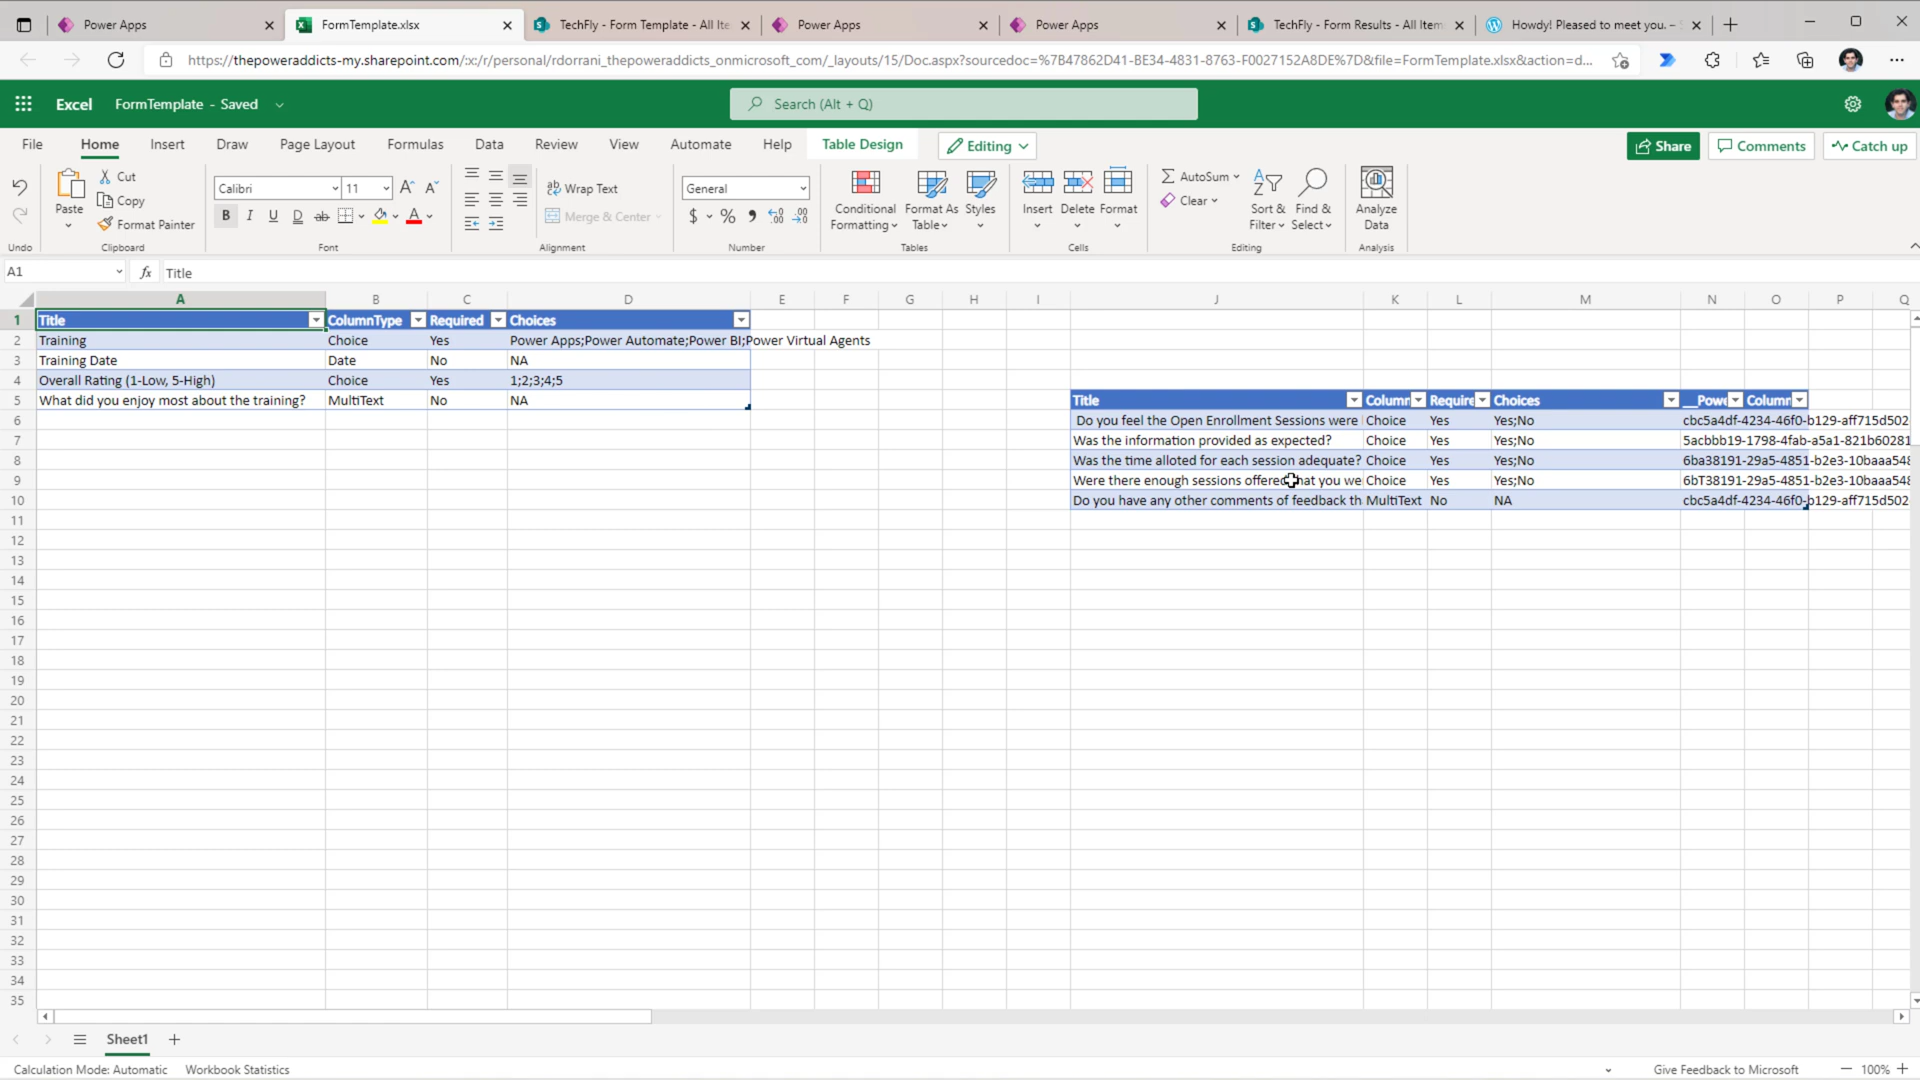 Power Apps
FormTemplate.xlsx
TechFly - Form Template - All Ite
Power Apps
Power Apps
TechFly - Form Results - All Item
Howdy! Pleased to meet you. –
https://thepoweraddicts-my.sharepoint.com/:x:/r/personal/rdorrani_thepoweraddicts_onmicrosoft_com/_layouts/15/Doc.aspx?sourcedoc=%7B47862D41-BE34-4831-8763-F0027152A8DE%7D&file=FormTemplate.xlsx&action=d...
Excel FormTemplate - Saved
Search (Alt + Q)
File Home Insert Draw Page Layout Formulas Data Review View Automate Help Table Design Editing Share Comments Catch up
Paste Cut
Copy
Format Painter
Calibri 11
B I U D ab A
Wrap Text
Merge & Center
General
$ % 9
Conditional Formatting
Format As Table
Styles
Insert Delete Format
AutoSum
Clear
Sort & Filter
Find & Select
Analyze Data
Undo Clipboard Font Alignment Number Tables Cells Editing Analysis
A1 fx Title
A B C D E F G H I J K L M N O P Q
1 Title ColumnType Required Choices
2 Training Choice Yes Power Apps;Power Automate;Power BI;Power Virtual Agents
3 Training Date Date No NA
4 Overall Rating (1-Low, 5-High) Choice Yes 1;2;3;4;5
5 What did you enjoy most about the training? MultiText No NA Title Column Require Choices __Powe Column
6 Do you feel the Open Enrollment Sessions were Choice Yes Yes;No cbc5a4df-4234-46f0-b129-aff715d502
7 Was the information provided as expected? Choice Yes Yes;No 5acbbb19-1798-4fab-a5a1-821b60281
8 Was the time alloted for each session adequate? Choice Yes Yes;No 6ba38191-29a5-4851-b2e3-10baaa548
9 Were there enough sessions offered that you we Choice Yes Yes;No 6bT38191-29a5-4851-b2e3-10baaa548
10 Do you have any other comments of feedback th MultiText No NA cbc5a4df-4234-46f0-b129-aff715d502
11
12
13
14
15
16
17
18
19
20
21
22
23
24
25
26
27
28
29
30
31
32
33
34
35
Sheet1
Calculation Mode: Automatic Workbook Statistics Give Feedback to Microsoft 100%